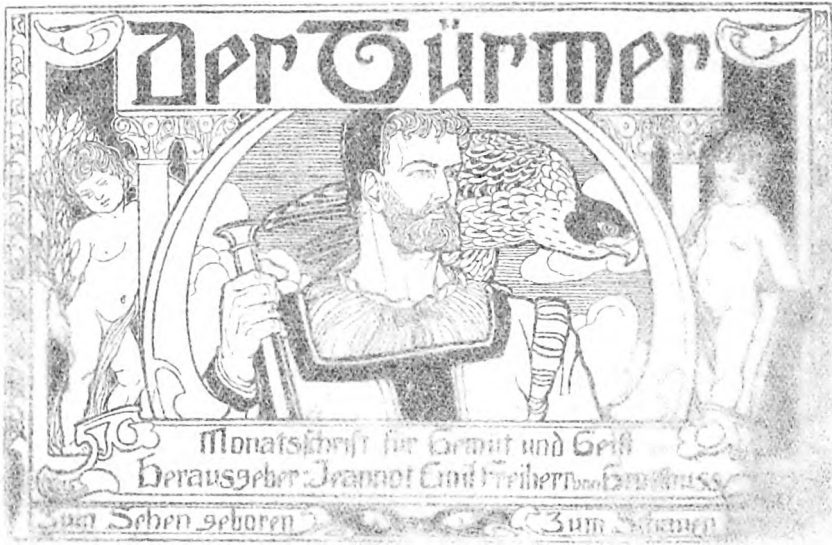 Der Türmer
Monatsschrift für Gemüt und Geist
Herausgeber: Jeannot Emil Freiherr von Grotthuss
Zum Sehen geboren Zum Schauen